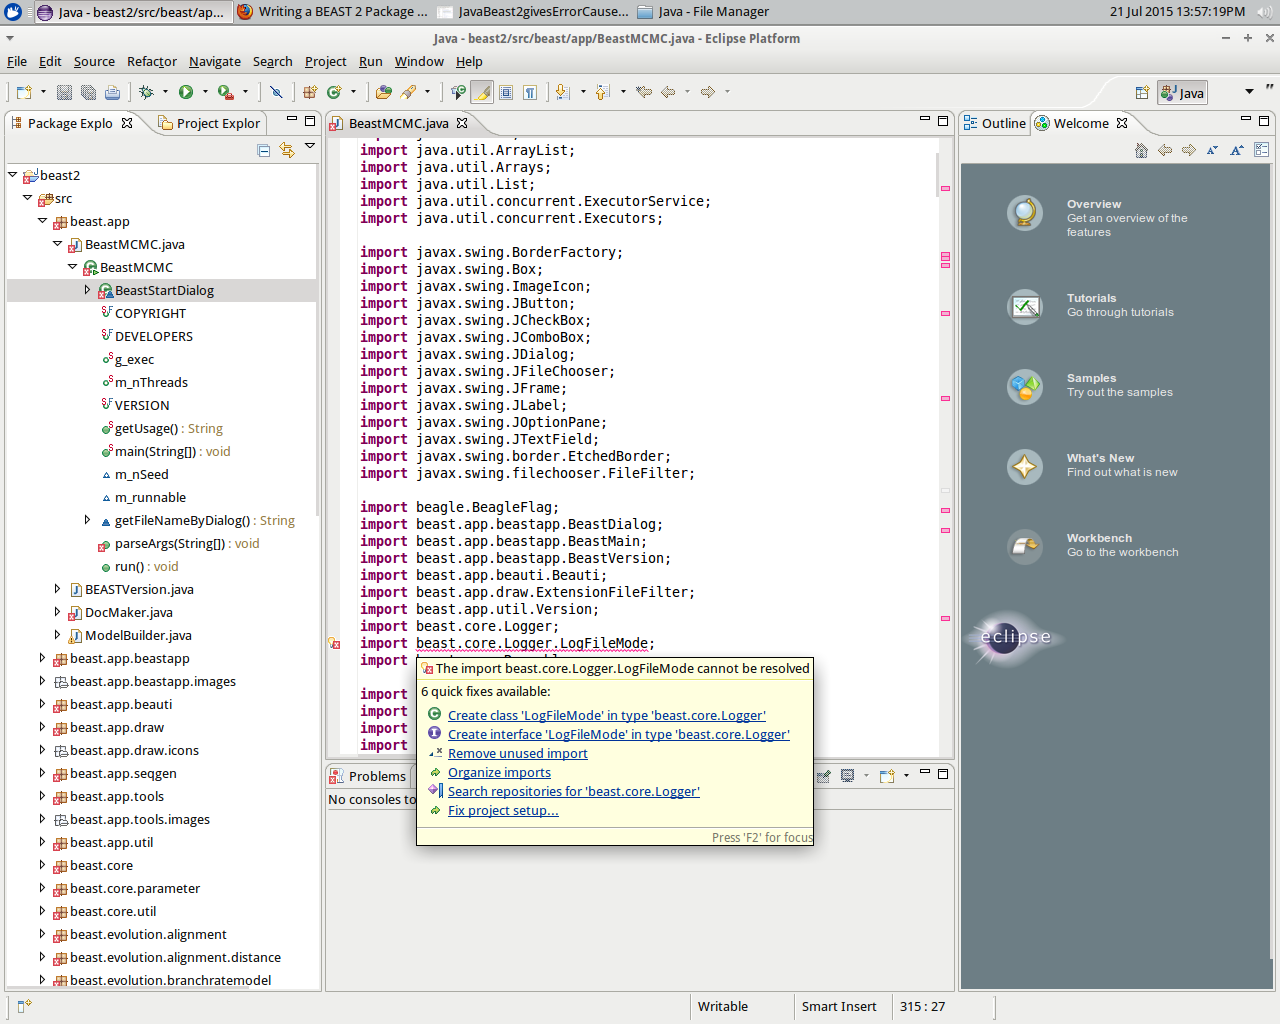 Java - beast2/src/beast/ap...
Writing a BEAST 2 Package ...
JavaBeast2givesErrorCause...
Java - File Manager
21 Jul 2015 13:57:19PM
Java - beast2/src/beast/app/BeastMCMC.java - Eclipse Platform
File Edit Source Refactor Navigate Search Project Run Window Help
Java
Package Explo
Project Explor
beast2
src
beast.app
BeastMCMC.java
BeastMCMC
BeastStartDialog
COPYRIGHT
DEVELOPERS
g_exec
m_nThreads
VERSION
getUsage() : String
main(String[]) : void
m_nSeed
m_runnable
getFileNameByDialog() : String
parseArgs(String[]) : void
run() : void
BEASTVersion.java
DocMaker.java
ModelBuilder.java
beast.app.beastapp
beast.app.beastapp.images
beast.app.beauti
beast.app.draw
beast.app.draw.icons
beast.app.seqgen
beast.app.tools
beast.app.tools.images
beast.app.util
beast.core
beast.core.parameter
beast.core.util
beast.evolution.alignment
beast.evolution.alignment.distance
beast.evolution.branchratemodel
BeastMCMC.java
import java.util.ArrayList;
import java.util.Arrays;
import java.util.List;
import java.util.concurrent.ExecutorService;
import java.util.concurrent.Executors;
import javax.swing.BorderFactory;
import javax.swing.Box;
import javax.swing.ImageIcon;
import javax.swing.JButton;
import javax.swing.JCheckBox;
import javax.swing.JComboBox;
import javax.swing.JDialog;
import javax.swing.JFileChooser;
import javax.swing.JFrame;
import javax.swing.JLabel;
import javax.swing.JOptionPane;
import javax.swing.JTextField;
import javax.swing.border.EtchedBorder;
import javax.swing.filechooser.FileFilter;
import beagle.BeagleFlag;
import beast.app.beastapp.BeastDialog;
import beast.app.beastapp.BeastMain;
import beast.app.beastapp.BeastVersion;
import beast.app.beauti.Beauti;
import beast.app.draw.ExtensionFileFilter;
import beast.app.util.Version;
import beast.core.Logger;
import beast.core.Logger.LogFileMode;
import
import
import
import
import
The import beast.core.Logger.LogFileMode cannot be resolved
6 quick fixes available:
Create class 'LogFileMode' in type 'beast.core.Logger'
Create interface 'LogFileMode' in type 'beast.core.Logger'
Remove unused import
Organize imports
Search repositories for 'beast.core.Logger'
Fix project setup...
Press 'F2' for focus
Problems
No consoles to
Outline
Welcome
Overview
Get an overview of the
features
Tutorials
Go through tutorials
Samples
Try out the samples
What's New
Find out what is new
Workbench
Go to the workbench
eclipse
Writable
Smart Insert
315 : 27